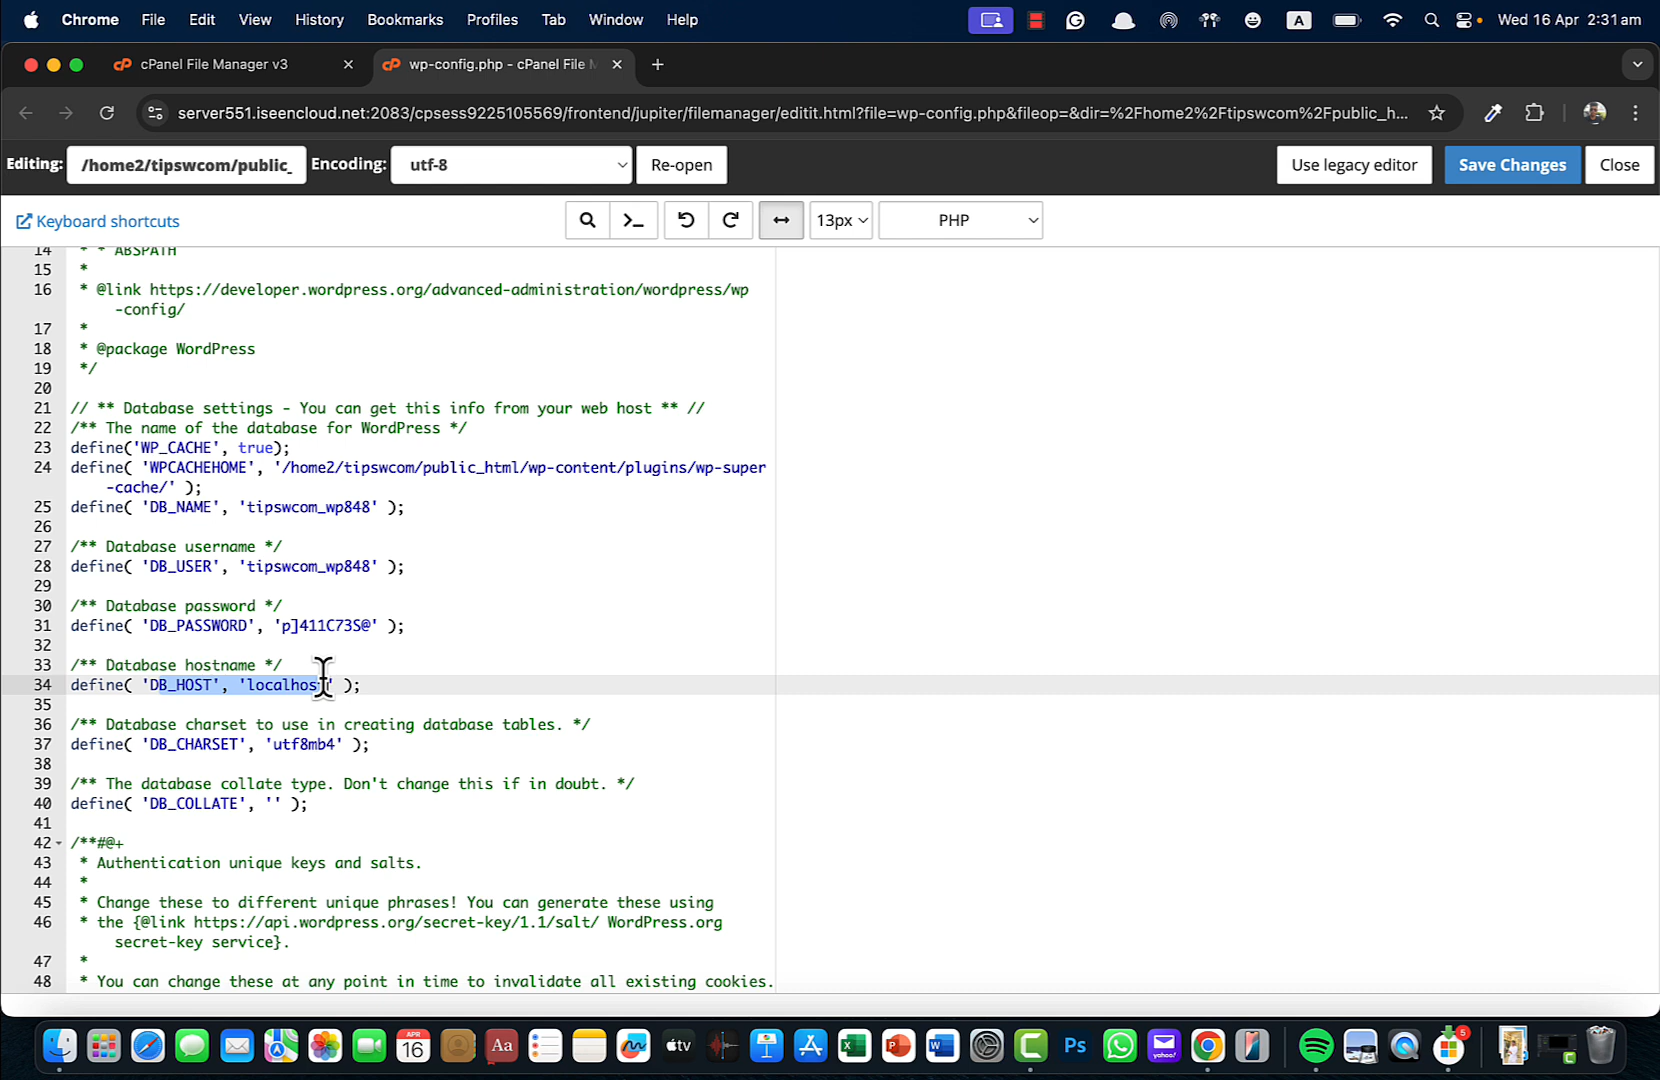 Chrome File Edit View History Bookmarks Profiles Tab Window Help A Wed 16 Apr 2:31am
cPanel File Manager v3 wp-config.php - cPanel File M
server551.iseencloud.net:2083/cpsess9225105569/frontend/jupiter/filemanager/editit.html?file=wp-config.php&fileop=&dir=%2Fhome2%2Ftipswcom%2Fpublic_h...
Editing: /home2/tipswcom/public_ Encoding: utf-8 Re-open Use legacy editor Save Changes Close
Keyboard shortcuts 13px PHP
14 * * ABSPATH
15 *
16 * @link https://developer.wordpress.org/advanced-administration/wordpress/wp
-config/
17 *
18 * @package WordPress
19 */
20
21 // ** Database settings - You can get this info from your web host ** //
22 /** The name of the database for WordPress */
23 define('WP_CACHE', true);
24 define( 'WPCACHEHOME', '/home2/tipswcom/public_html/wp-content/plugins/wp-super
-cache/' );
25 define( 'DB_NAME', 'tipswcom_wp848' );
26
27 /** Database username */
28 define( 'DB_USER', 'tipswcom_wp848' );
29
30 /** Database password */
31 define( 'DB_PASSWORD', 'p]411C73S@' );
32
33 /** Database hostname */
34 define( 'DB_HOST', 'localhost' );
35
36 /** Database charset to use in creating database tables. */
37 define( 'DB_CHARSET', 'utf8mb4' );
38
39 /** The database collate type. Don't change this if in doubt. */
40 define( 'DB_COLLATE', '' );
41
42 /**#@+
43 * Authentication unique keys and salts.
44 *
45 * Change these to different unique phrases! You can generate these using
46 * the {@link https://api.wordpress.org/secret-key/1.1/salt/ WordPress.org
secret-key service}.
47 *
48 * You can change these at any point in time to invalidate all existing cookies.
APR
16 Aa tv X P W Ps yahoo! 5